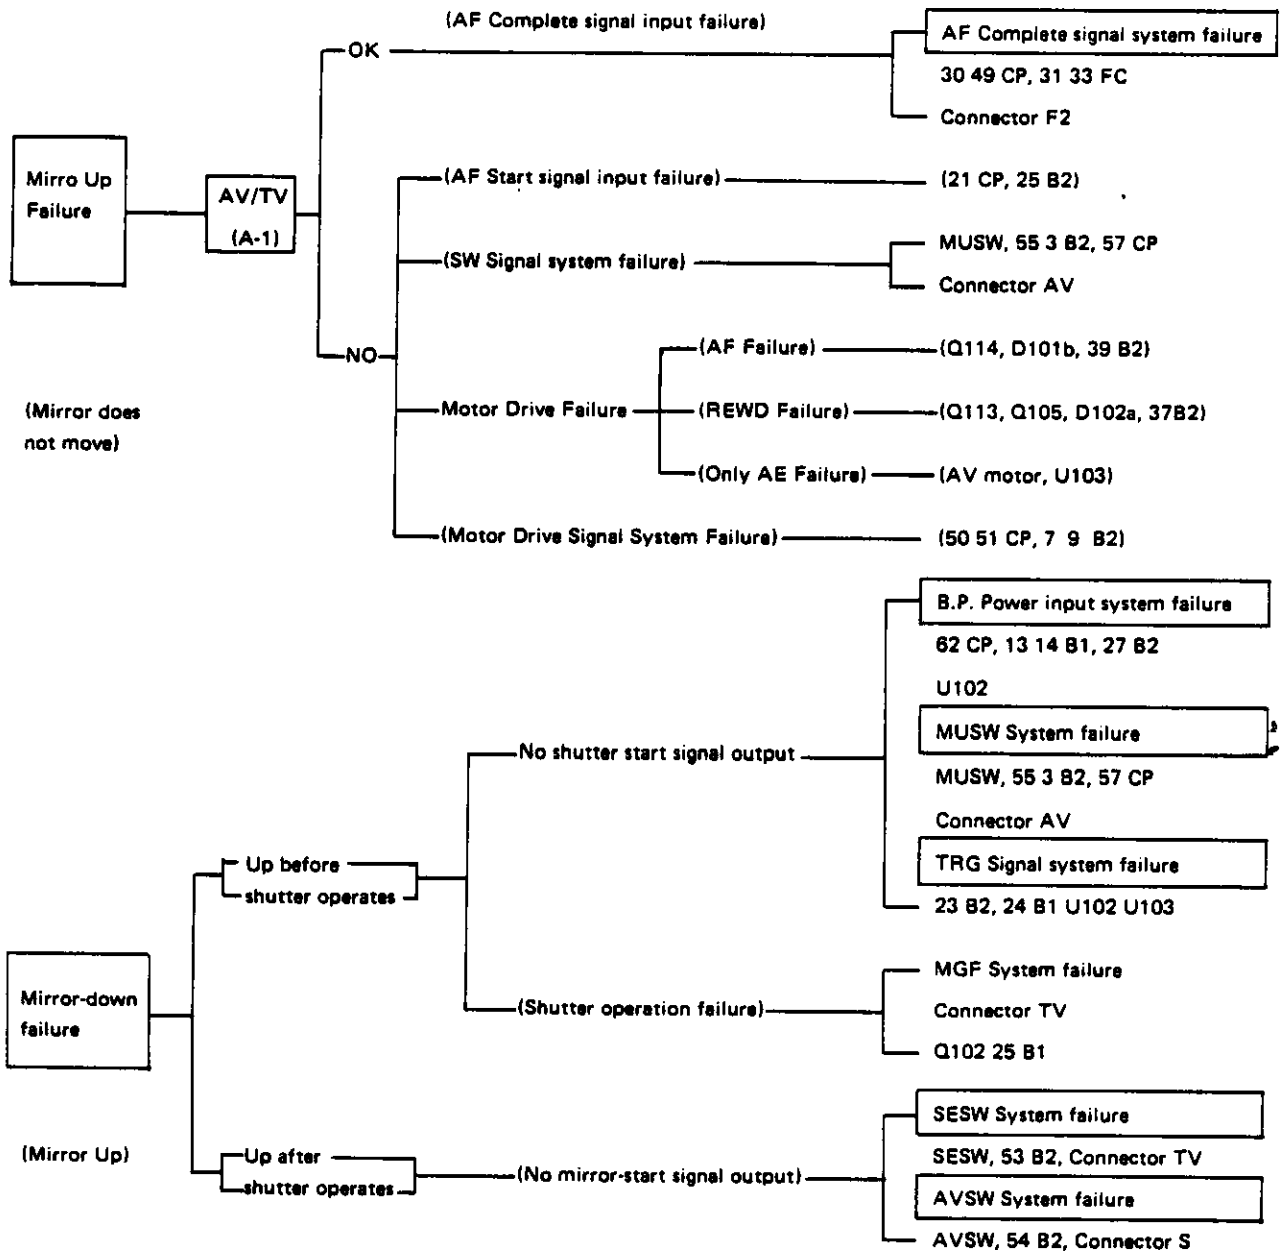 (AF Complete signal input failure)
OK
AF Complete signal system failure
30 49 CP, 31 33 FC
Connector F2
Mirro Up
Failure
AV/TV
(A-1)
(AF Start signal input failure)
(21 CP, 25 B2)
(SW Signal system failure)
MUSW, 55 3 B2, 57 CP
Connector AV
NO
(Mirror does
not move)
Motor Drive Failure
(AF Failure)
(Q114, D101b, 39 B2)
(REWD Failure)
(Q113, Q105, D102a, 37B2)
(Only AE Failure)
(AV motor, U103)
(Motor Drive Signal System Failure)
(50 51 CP, 7 9 B2)
B.P. Power input system failure
62 CP, 13 14 B1, 27 B2
U102
No shutter start signal output
MUSW System failure
MUSW, 55 3 B2, 57 CP
Connector AV
Up before
shutter operates
TRG Signal system failure
23 B2, 24 B1 U102 U103
Mirror-down
failure
(Shutter operation failure)
MGF System failure
Connector TV
Q102 25 B1
(Mirror Up)
Up after
shutter operates
(No mirror-start signal output)
SESW System failure
SESW, 53 B2, Connector TV
AVSW System failure
AVSW, 54 B2, Connector S